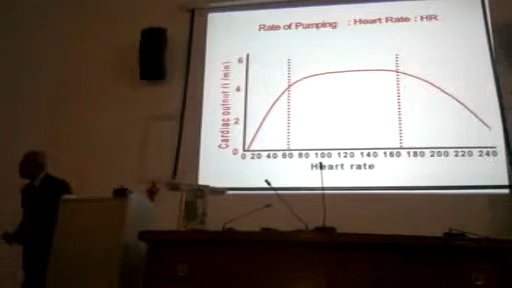 Rate of Pumping : Heart Rate : HR
Cardiac output (l /min)
6
4
2
0
0 20 40 60 80 100 120 140 160 180 200 220 240
Heart rate